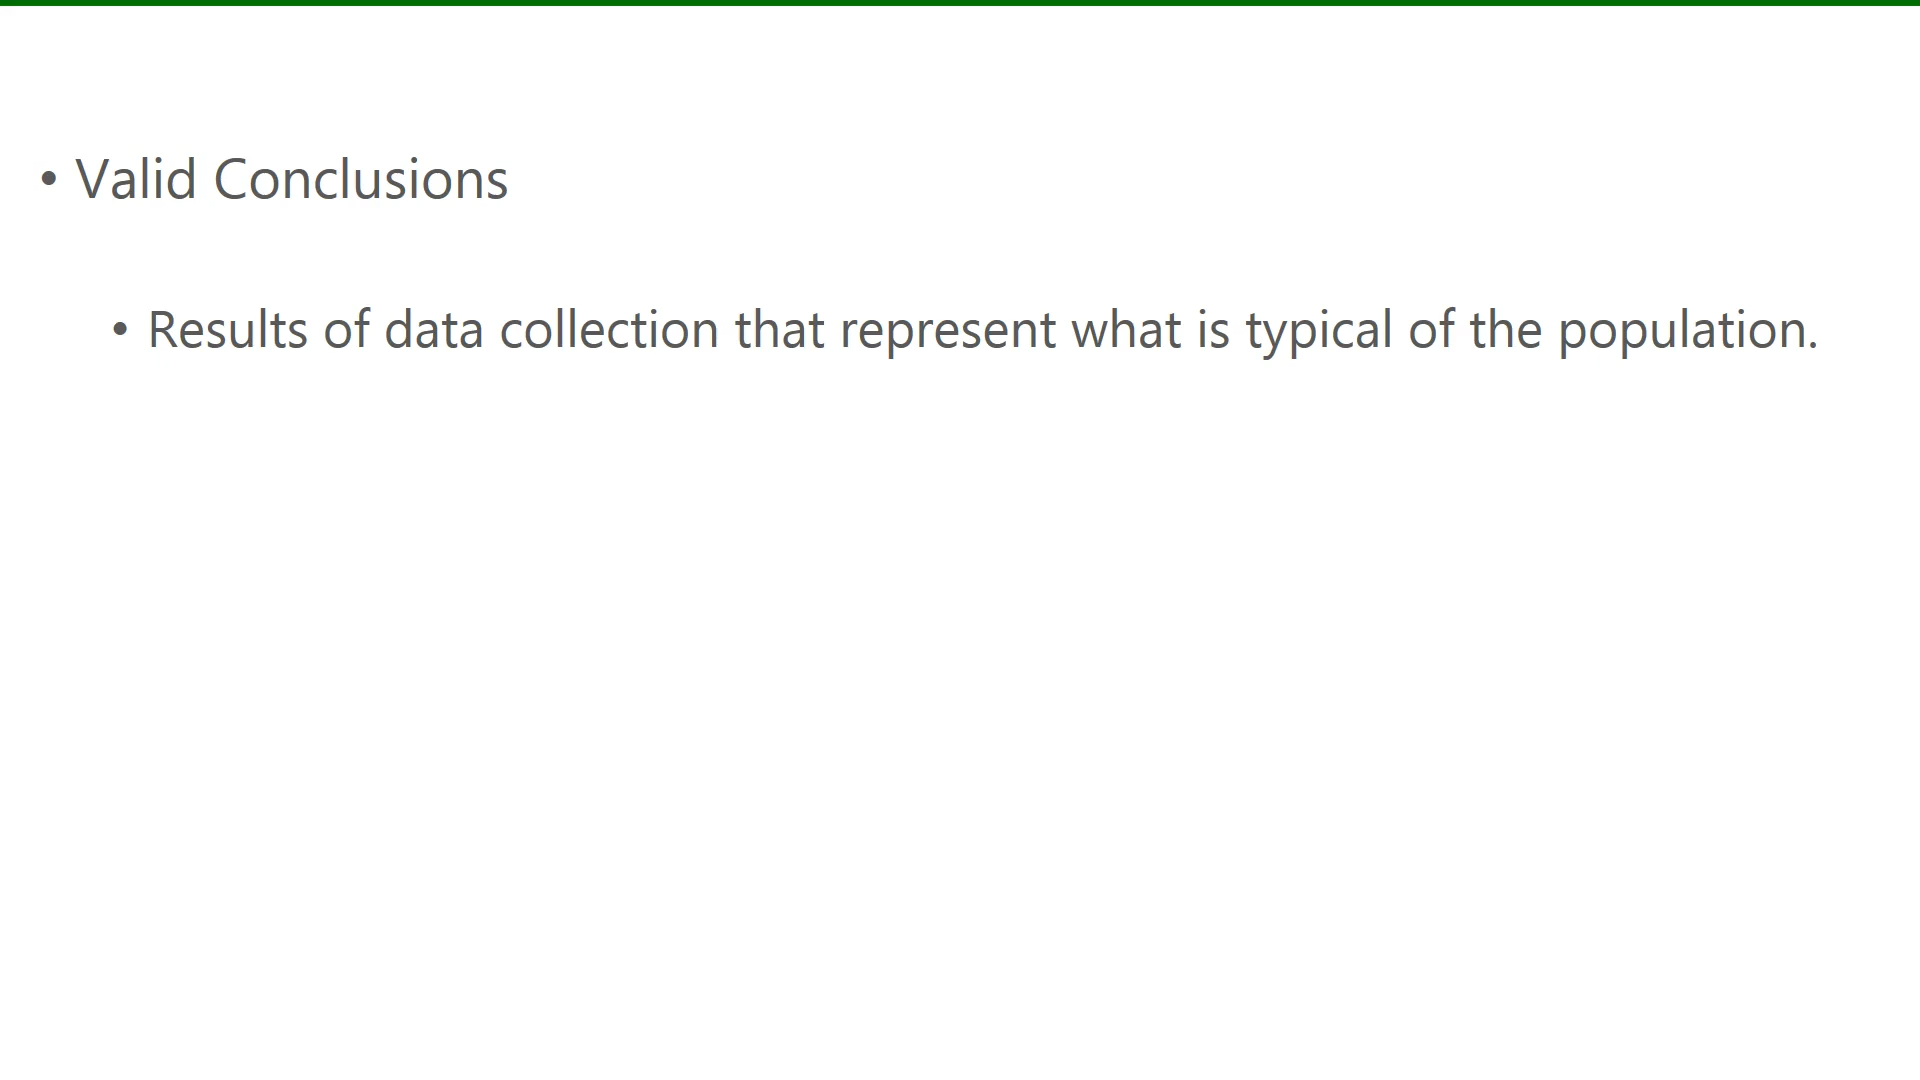 • Valid Conclusions
• Results of data collection that represent what is typical of the population.